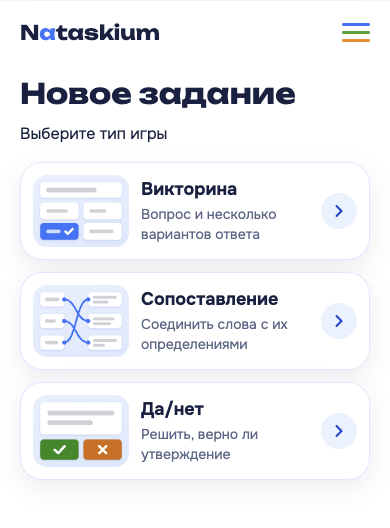 Nataskium
Новое задание
Выберите тип игры
Викторина
Вопрос и несколько
вариантов ответа
Сопоставление
Соединить слова с их
определениями
Да/нет
Решить, верно ли
утверждение